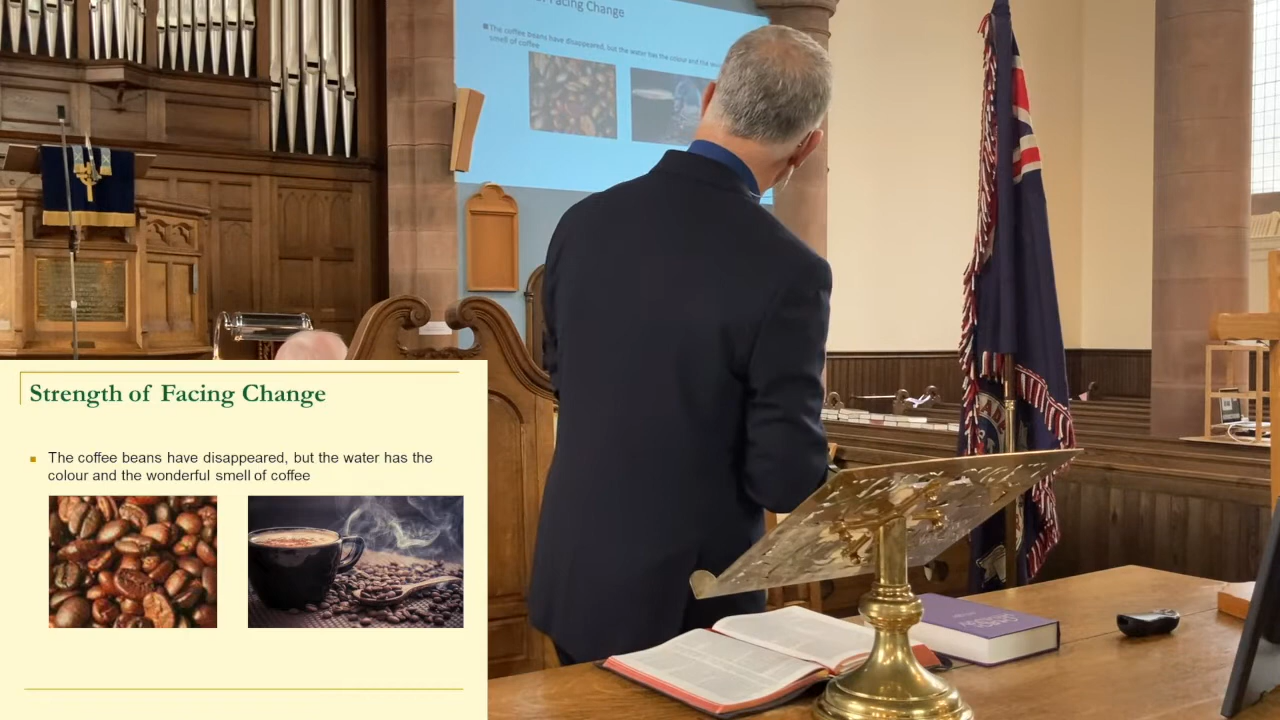 of Facing Change
The coffee beans have disappeared, but the water has the colour and the
smell of coffee
Strength of Facing Change
The coffee beans have disappeared, but the water has the
colour and the wonderful smell of coffee